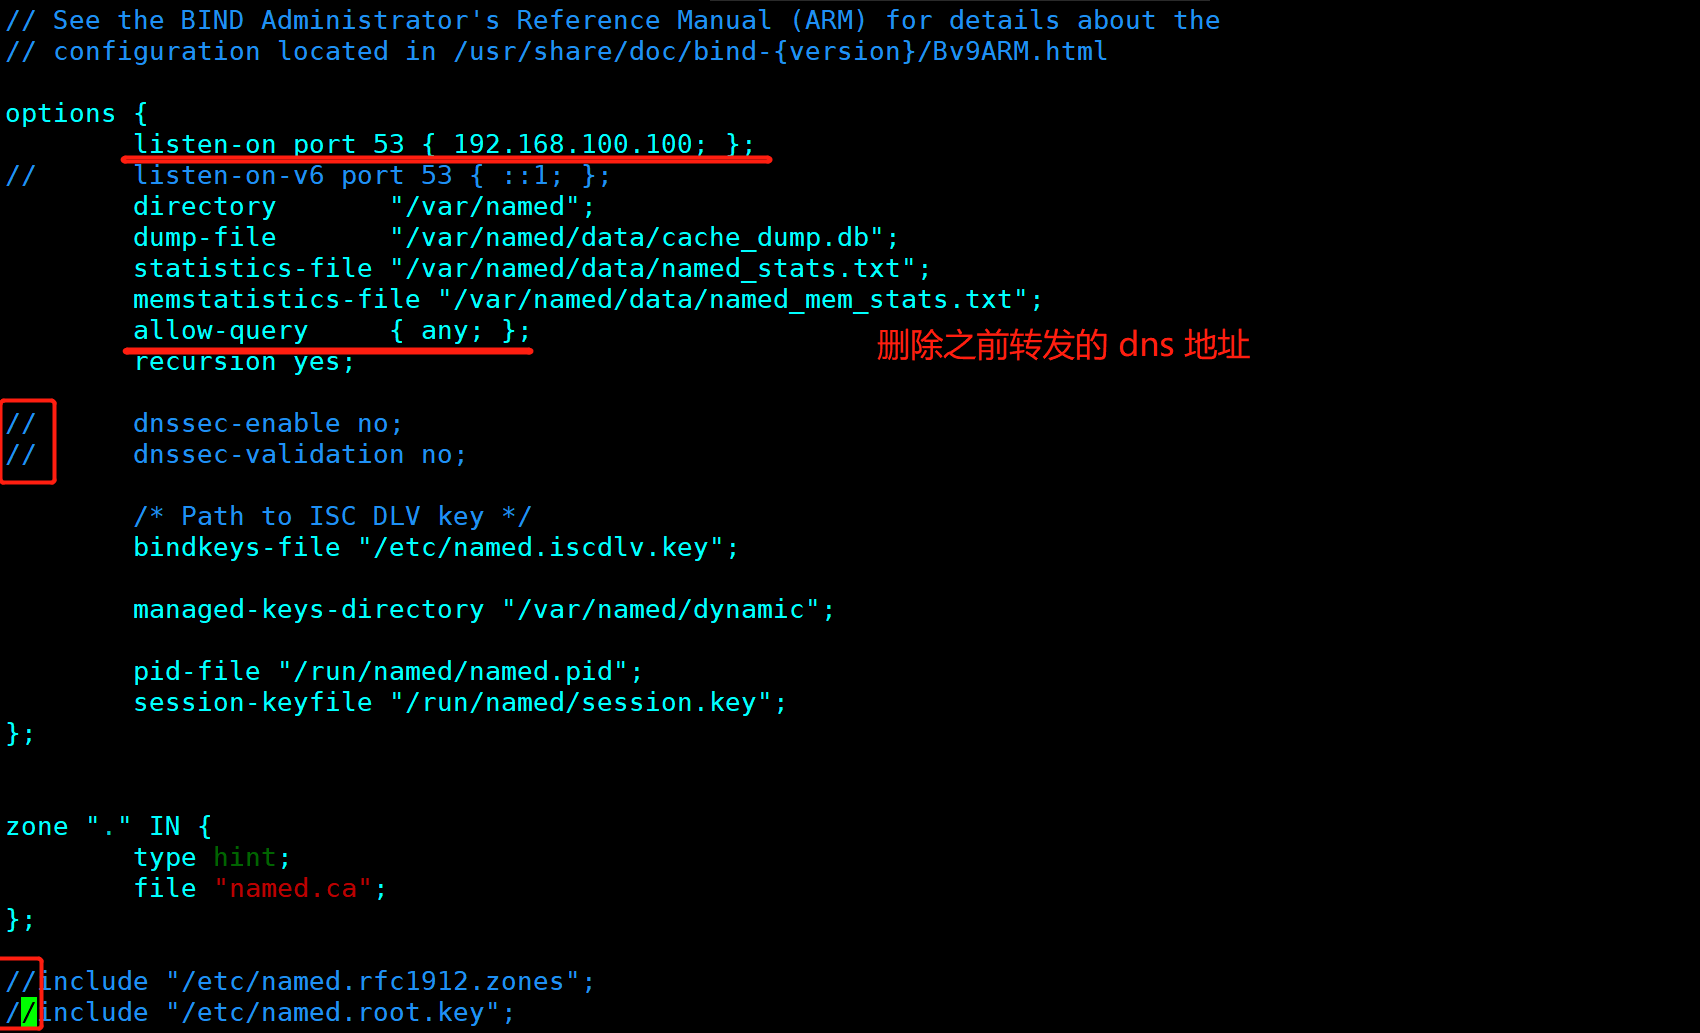 // See the BIND Administrator's Reference Manual (ARM) for details about the
// configuration located in /usr/share/doc/bind-{version}/Bv9ARM.html
options {
listen-on port 53 { 192.168.100.100; };
// listen-on-v6 port 53 { ::1; };
directory "/var/named";
dump-file "/var/named/data/cache_dump.db";
statistics-file "/var/named/data/named_stats.txt";
memstatistics-file "/var/named/data/named_mem_stats.txt";
allow-query { any; };
删除之前转发的 dns 地址
recursion yes;
// dnssec-enable no;
// dnssec-validation no;
/* Path to ISC DLV key */
bindkeys-file "/etc/named.iscdlv.key";
managed-keys-directory "/var/named/dynamic";
pid-file "/run/named/named.pid";
session-keyfile "/run/named/session.key";
};
zone "." IN {
type hint;
file "named.ca";
};
//include "/etc/named.rfc1912.zones";
//include "/etc/named.root.key";